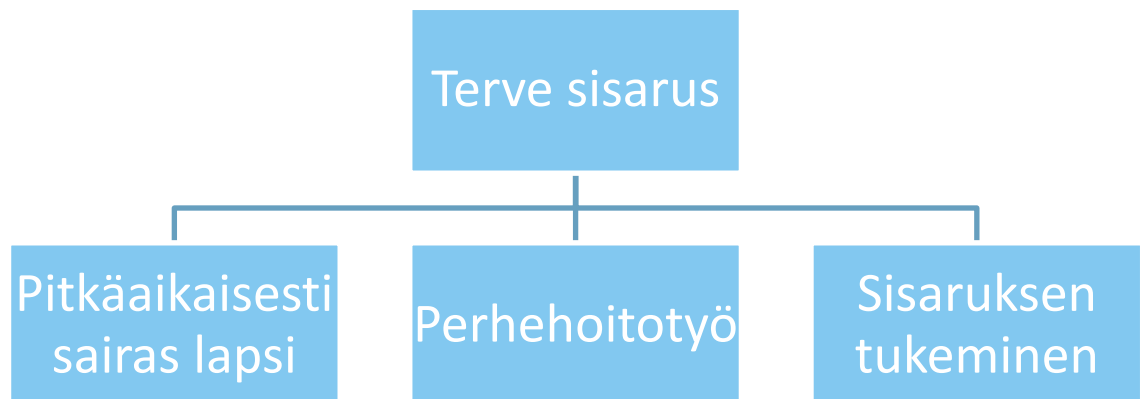 Terve sisarus
Pitkäaikaisesti
sairas lapsi
Perhehoitotyö
Sisaruksen
tukeminen